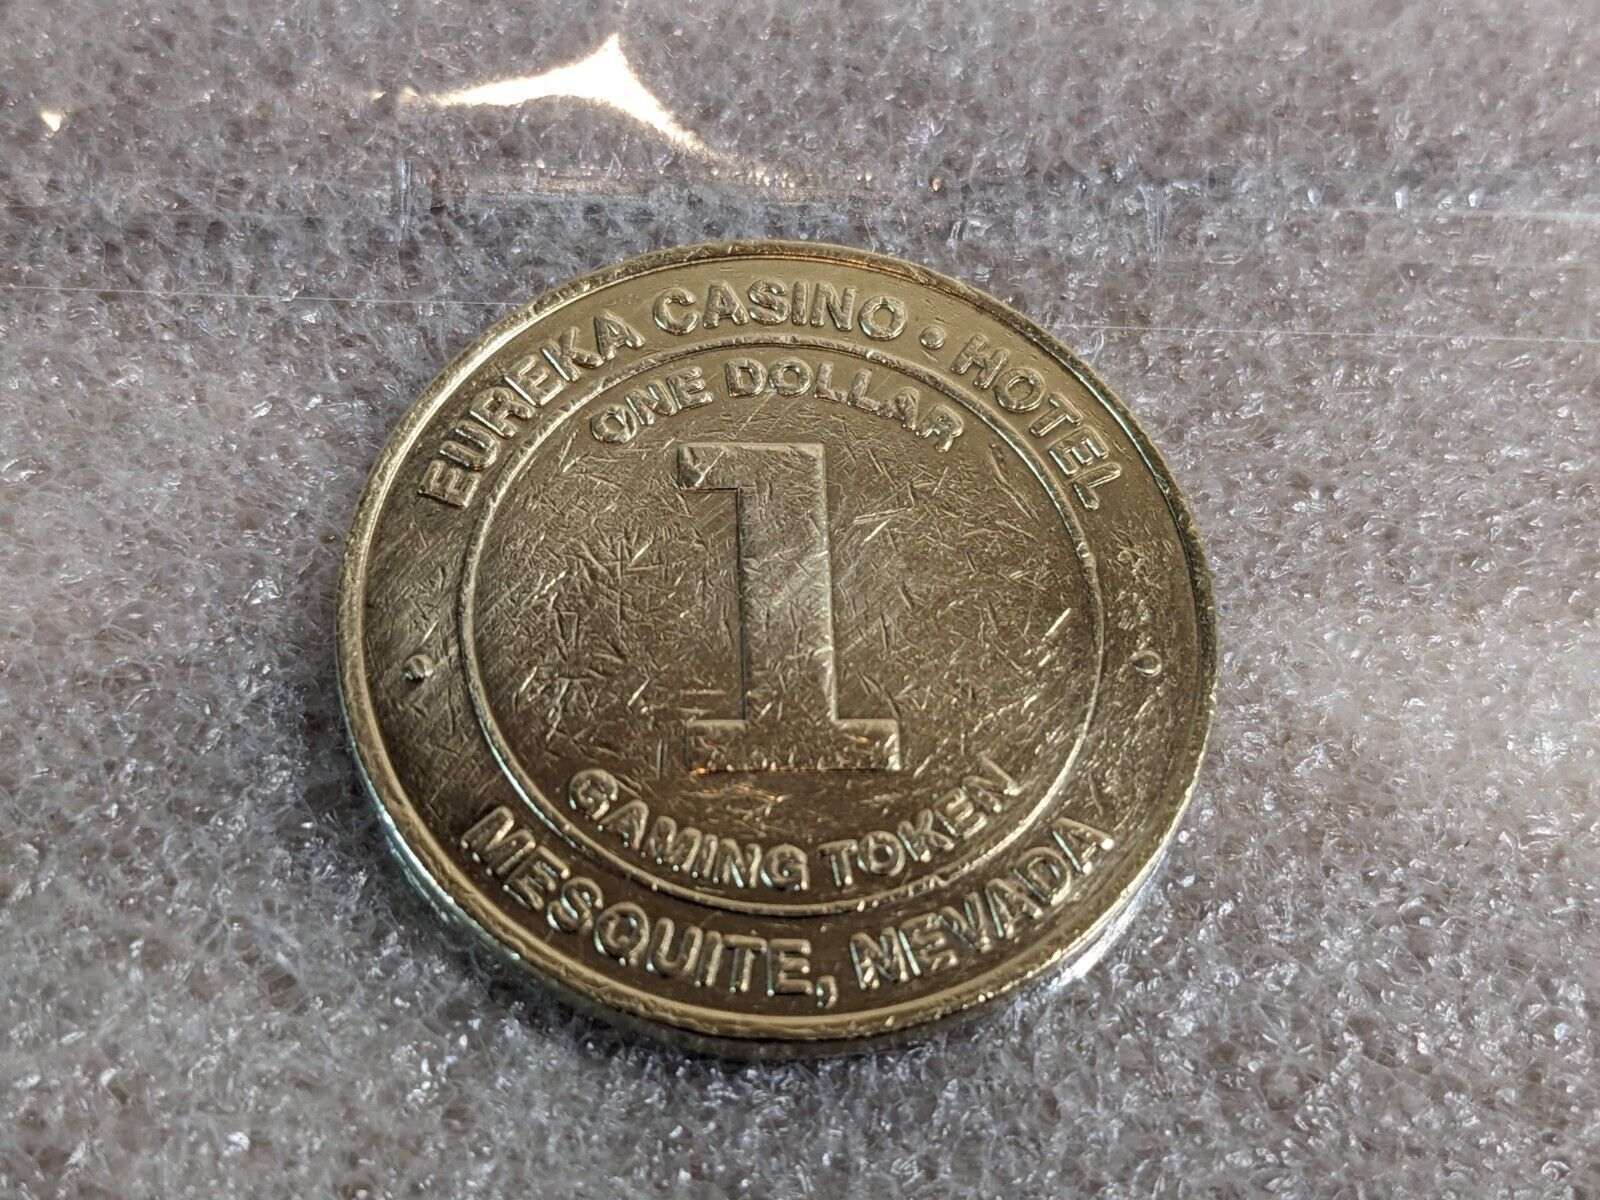 EUREKA CASINO • HOTEL
ONE DOLLAR
1
GAMING TOKEN
MESQUITE, NEVADA